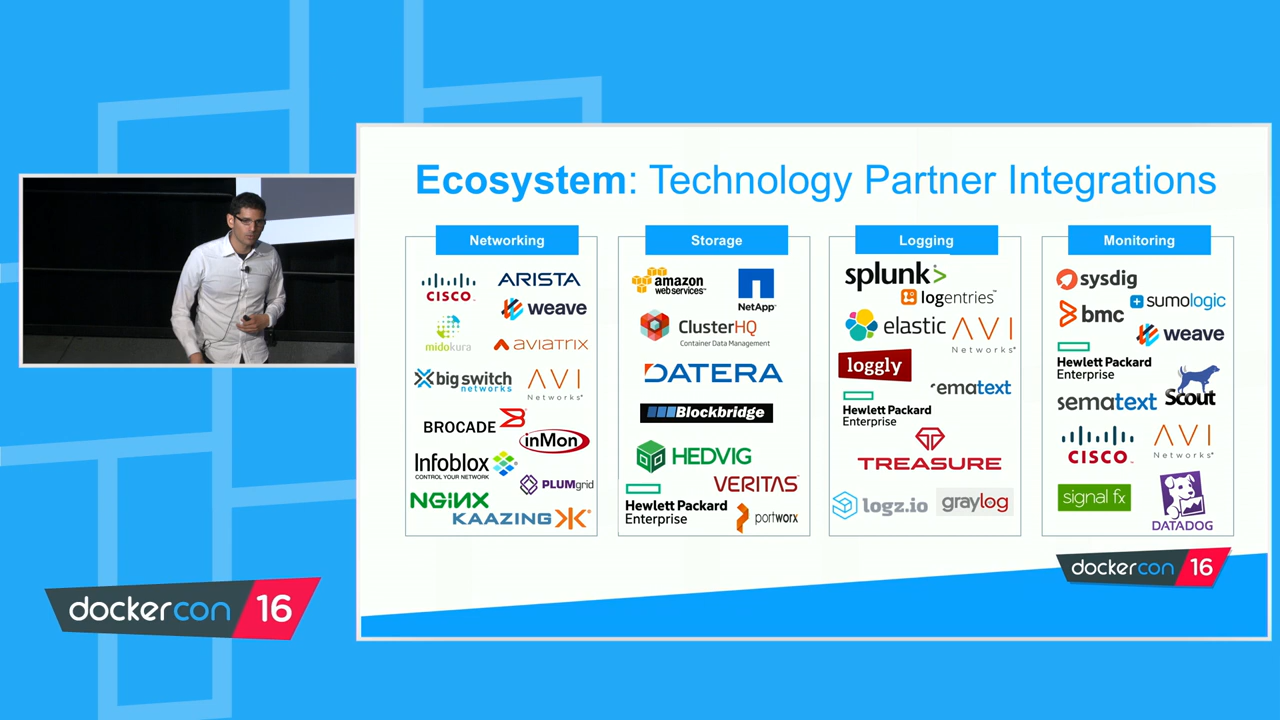 Ecosystem: Technology Partner Integrations
Networking
CISCO
ARISTA
weave
midokura
AVIATRIX
big switch
networks
AVI
Networks
BROCADE
inMon
Infoblox
CONTROL YOUR NETWORK
PLUMgrid
NGINX
KAAZING
Storage
amazon
web services™
NetApp
ClusterHQ
Container Data Management
DATERA
Blockbridge
HEDVIG
VERITAS
Hewlett Packard
Enterprise
portworx
Logging
splunk>
logentries™
elastic
AVI
Networks
loggly
ematext
Hewlett Packard
Enterprise
TREASURE
logz.io
graylog
Monitoring
sysdig
sumologic
bmc
weave
Hewlett Packard
Enterprise
Scout
sematext
CISCO
AVI
Networks
signal fx
DATADOG
dockercon 16
dockercon 16